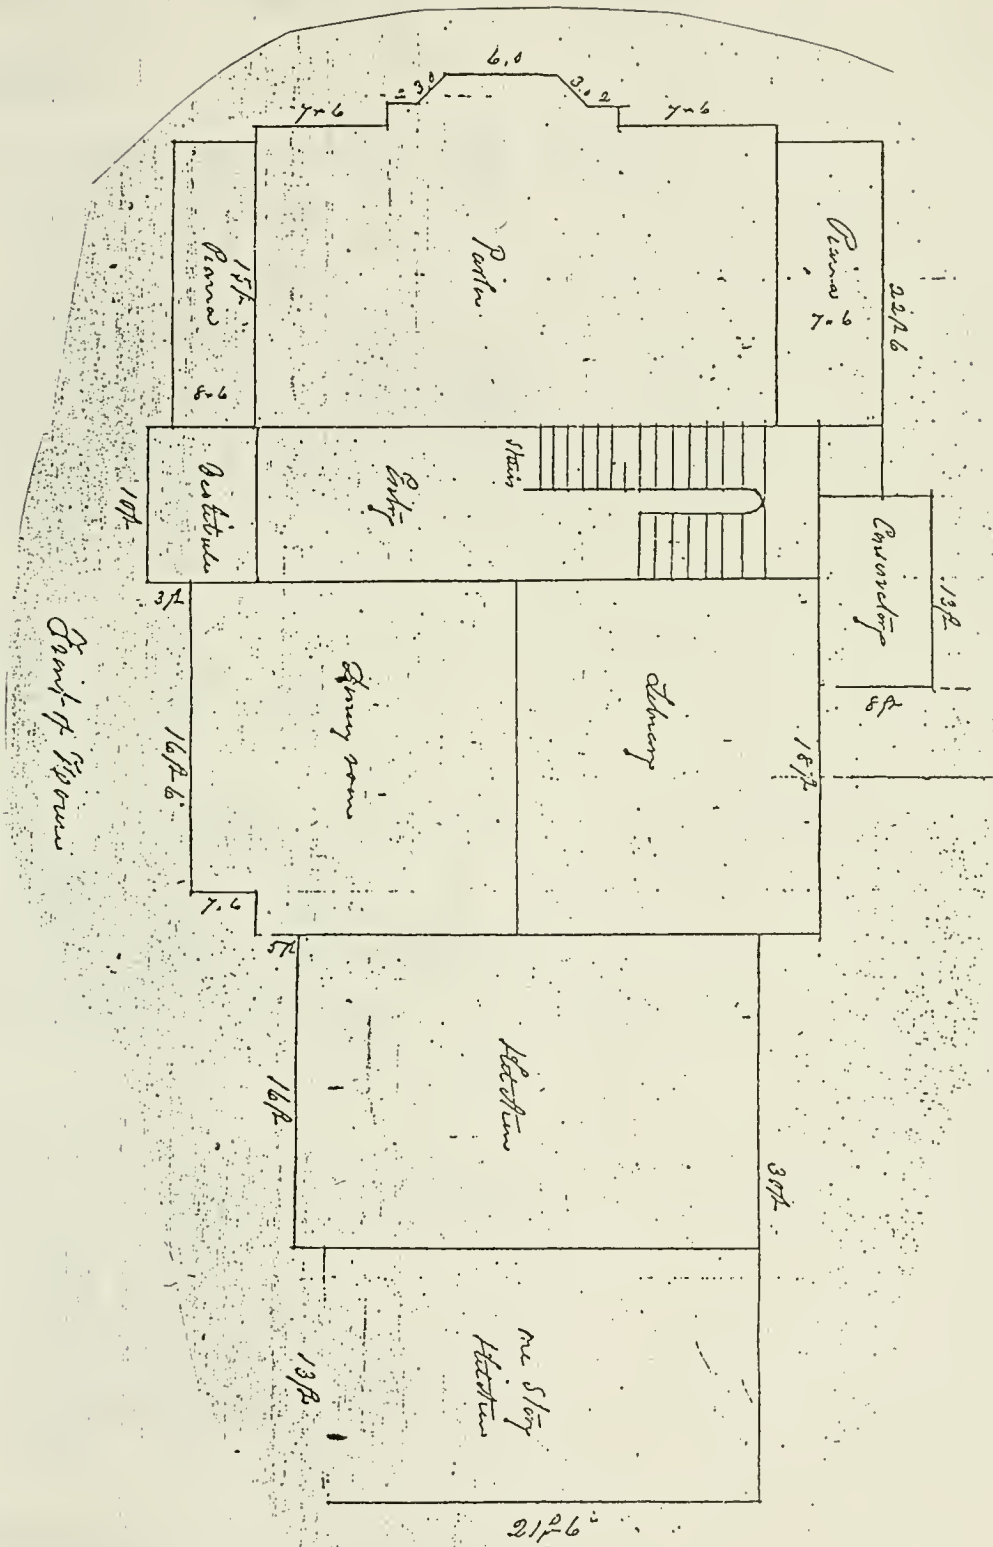 6,0
3,0
3,0
2
2
7×6
7×6
Piazza
15ft
8×6
Parlor
Piazza
7×6
22ft 6
Stairs
Entry
Vestibule
10ft
3ft
Conservatory
13ft
8ft
Dining room
16ft 6
7.6
Library
18ft
Front of House
5ft
Kitchen
16ft
30ft
one Story
Kitchen
13ft
21ft 6